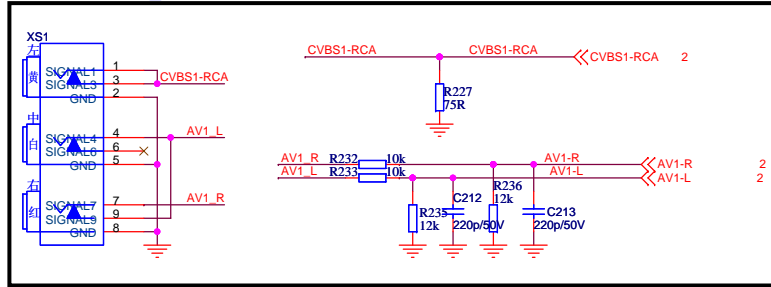 XS1
左
黄
SIGNAL1
1
SIGNAL3
3
CVBS1-RCA
GND
2
中
白
SIGNAL4
4
AV1_L
SIGNAL6
6
GND
5
右
红
SIGNAL7
7
AV1_R
SIGNAL9
9
GND
8
CVBS1-RCA
CVBS1-RCA
CVBS1-RCA 2
R227
75R
AV1_R
R232
10k
AV1-R
AV1-R 2
AV1_L
R233
10k
AV1-L
AV1-L 2
R235
12k
C212
220p/50V
R236
12k
C213
220p/50V